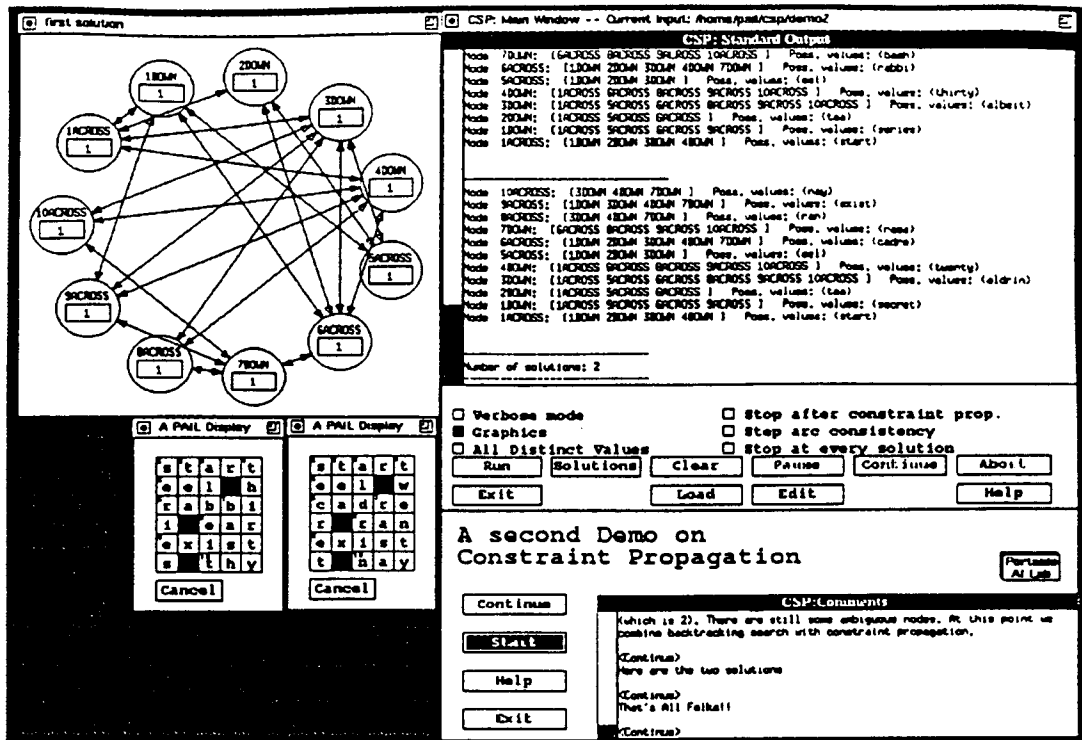 first solution
1DOWN
1
2DOWN
1
3DOWN
1
1ACROSS
1
4DOWN
1
10ACROSS
1
5ACROSS
1
9ACROSS
1
6ACROSS
1
8ACROSS
1
7DOWN
1
A PAIL Display
s t a r t
e e l h
r a b b i
i e a r
e x i s t
s t h y
Cancel
A PAIL Display
s t a r t
e e l w
c a d r e
r r a n
e x i s t
t n a y
Cancel
CSP: Main Window -- Current Input: /home/pail/csp/demo2
CSP: Standard Output
Node 7DOWN: [6ACROSS 8ACROSS 9ACROSS 10ACROSS ] Poss. values: (bash)
Node 6ACROSS: [1DOWN 2DOWN 3DOWN 4DOWN 7DOWN ] Poss. values: (rabbi)
Node 5ACROSS: [1DOWN 2DOWN 3DOWN ] Poss. values: (eel)
Node 4DOWN: [1ACROSS 6ACROSS 8ACROSS 9ACROSS 10ACROSS ] Poss. values: (thirty)
Node 3DOWN: [1ACROSS 5ACROSS 6ACROSS 8ACROSS 9ACROSS 10ACROSS ] Poss. values: (albeit)
Node 2DOWN: [1ACROSS 5ACROSS 6ACROSS ] Poss. values: (tea)
Node 1DOWN: [1ACROSS 5ACROSS 6ACROSS 9ACROSS ] Poss. values: (series)
Node 1ACROSS: [1DOWN 2DOWN 3DOWN 4DOWN ] Poss. values: (start)
Node 10ACROSS: [3DOWN 4DOWN 7DOWN ] Poss. values: (nay)
Node 9ACROSS: [1DOWN 3DOWN 4DOWN 7DOWN ] Poss. values: (exist)
Node 8ACROSS: [3DOWN 4DOWN 7DOWN ] Poss. values: (ran)
Node 7DOWN: [6ACROSS 8ACROSS 9ACROSS 10ACROSS ] Poss. values:
Node 6ACROSS: [1DOWN 2DOWN 3DOWN 4DOWN 7DOWN ] Poss. values: (cadre)
Node 5ACROSS: [1DOWN 2DOWN 3DOWN ] Poss. values: (eel)
Node 4DOWN: [1ACROSS 6ACROSS 8ACROSS 9ACROSS 10ACROSS ] Poss. values: (twenty)
Node 3DOWN: [1ACROSS 5ACROSS 6ACROSS 8ACROSS 9ACROSS 10ACROSS ] Poss. values: (aldrin)
Node 2DOWN: [1ACROSS 5ACROSS 6ACROSS ] Poss. values: (tea)
Node 1DOWN: [1ACROSS 5ACROSS 6ACROSS 9ACROSS ] Poss. values: (secret)
Node 1ACROSS: [1DOWN 2DOWN 3DOWN 4DOWN ] Poss. values: (start)
Number of solutions: 2
Verbose mode
Graphics
All Distinct Values
Stop after constraint prop.
Step arc consistency
Stop at every solution
Run Solutions Clear Pause Continue Abort
Exit Load Edit Help
A second Demo on
Constraint Propagation
Portable
AI Lab
Continue
Start
Help
Exit
CSP:Comments
(which is 2). There are still some ambiguous nodes. At this point we
combine backtracking search with constraint propagation.
<Continue>
Here are the two solutions
<Continue>
That's All Folks!!
<Continue>